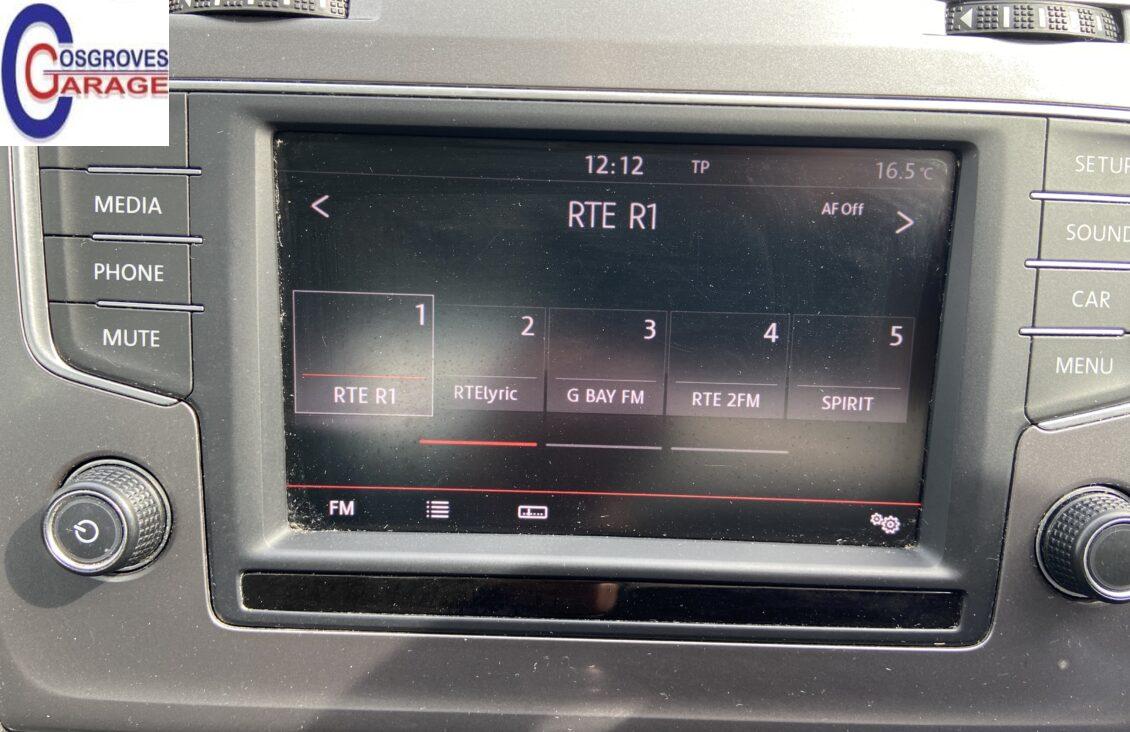 COSGROVES
GARAGE
MEDIA
PHONE
MUTE
12:12 TP 16.5 °C
< RTE R1 AF Off >
1 2 3 4 5
RTE R1 RTElyric G BAY FM RTE 2FM SPIRIT
FM
SETUP
SOUND
CAR
MENU